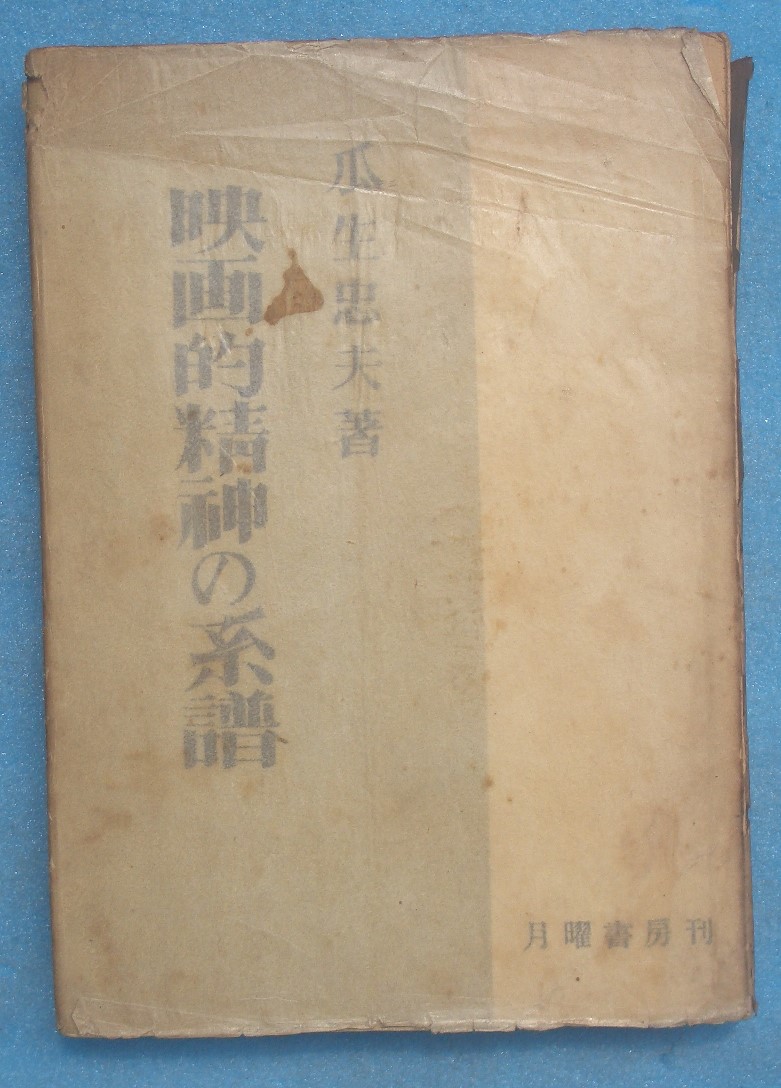 瓜生忠夫著
映画的精神の系譜
月曜書房刊